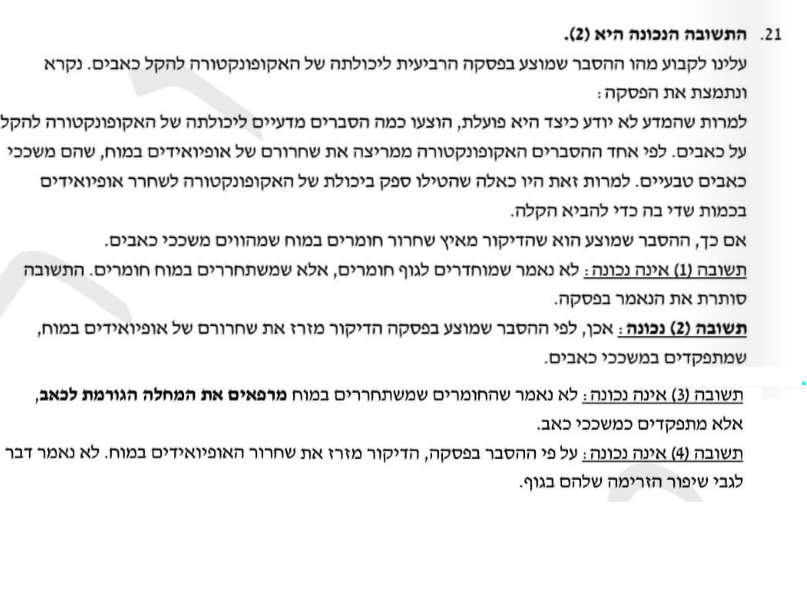 21. התשובה הנכונה היא (2).
עלינו לקבוע מהו ההסבר שמוצע בפסקה הרביעית ליכולתה של האקופונקטורה להקל כאבים. נקרא
ונתמצת את הפסקה:
למרות שהמדע לא יודע כיצד היא פועלת, הוצעו כמה הסברים מדעיים ליכולתה של האקופונקטורה להקל
על כאבים. לפי אחד ההסברים האקופונקטורה ממריצה את שחרורם של אופיואידים במוח, שהם משככי
כאבים טבעיים. למרות זאת היו כאלה שהטילו ספק ביכולת של האקופונקטורה לשחרר אופיואידים
בכמות שדי בה כדי להביא הקלה.
אם כך, ההסבר שמוצע הוא שהדיקור מאיץ שחרור חומרים במוח שמהווים משככי כאבים.
תשובה (1) אינה נכונה: לא נאמר שמוחדרים לגוף חומרים, אלא שמשתחררים במוח חומרים. התשובה
סותרת את הנאמר בפסקה.
תשובה (2) נכונה: אכן, לפי ההסבר שמוצע בפסקה הדיקור מזרז את שחרורם של אופיואידים במוח,
שמתפקדים במשככי כאבים.
תשובה (3) אינה נכונה: לא נאמר שהחומרים שמשתחררים במוח מרפאים את המחלה הגורמת לכאב,
אלא מתפקדים כמשככי כאב.
תשובה (4) אינה נכונה: על פי ההסבר בפסקה, הדיקור מזרז את שחרור האופיואידים במוח. לא נאמר דבר
לגבי שיפור הזרימה שלהם בגוף.